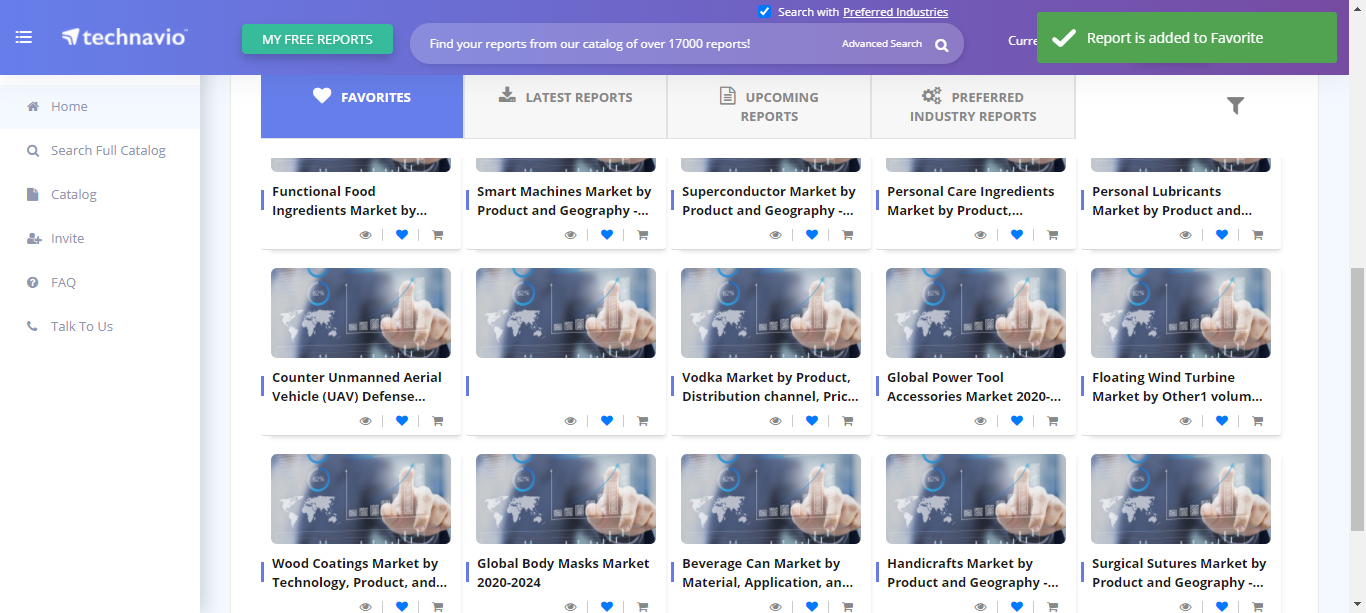 Search with Preferred Industries
technavio
MY FREE REPORTS
Find your reports from our catalog of over 17000 reports!
Advanced Search
Curre
Report is added to Favorite
Home
Search Full Catalog
Catalog
Invite
FAQ
Talk To Us
FAVORITES
LATEST REPORTS
UPCOMING
REPORTS
PREFERRED
INDUSTRY REPORTS
Functional Food
Ingredients Market by...
Smart Machines Market by
Product and Geography -...
Superconductor Market by
Product and Geography -...
Personal Care Ingredients
Market by Product,...
Personal Lubricants
Market by Product and...
Counter Unmanned Aerial
Vehicle (UAV) Defense...
Vodka Market by Product,
Distribution channel, Pric...
Global Power Tool
Accessories Market 2020-...
Floating Wind Turbine
Market by Other1 volum...
Wood Coatings Market by
Technology, Product, and...
Global Body Masks Market
2020-2024
Beverage Can Market by
Material, Application, an...
Handicrafts Market by
Product and Geography -...
Surgical Sutures Market by
Product and Geography -...